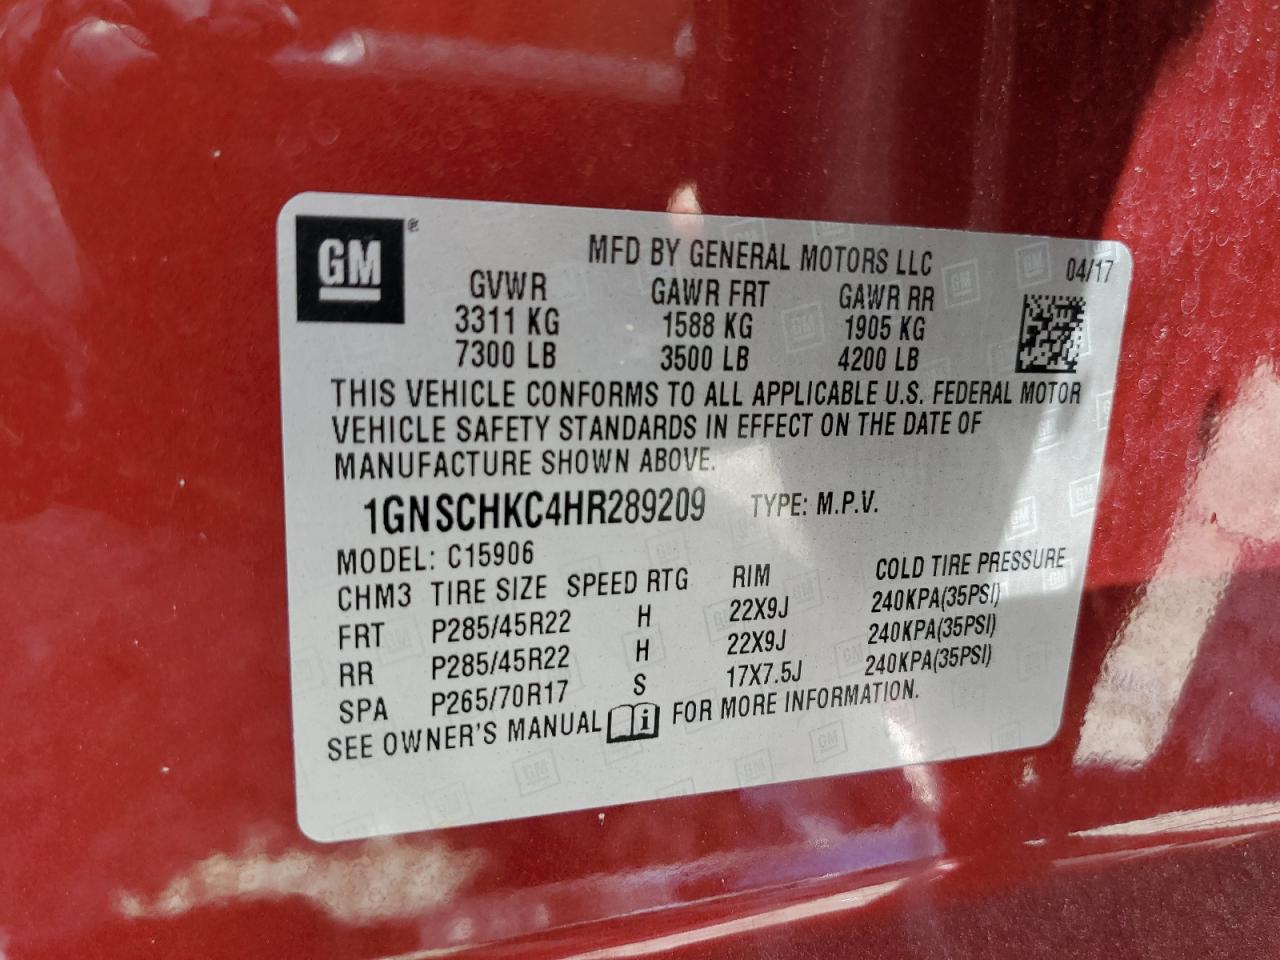 GM ®
MFD BY GENERAL MOTORS LLC 04/17
GVWR GAWR FRT GAWR RR
3311 KG 1588 KG 1905 KG
7300 LB 3500 LB 4200 LB
THIS VEHICLE CONFORMS TO ALL APPLICABLE U.S. FEDERAL MOTOR
VEHICLE SAFETY STANDARDS IN EFFECT ON THE DATE OF
MANUFACTURE SHOWN ABOVE.
1GNSCHKC4HR289209 TYPE: M.P.V.
MODEL: C15906
CHM3 TIRE SIZE SPEED RTG RIM COLD TIRE PRESSURE
FRT P285/45R22 H 22X9J 240KPA(35PSI)
RR P285/45R22 H 22X9J 240KPA(35PSI)
SPA P265/70R17 S 17X7.5J 240KPA(35PSI)
SEE OWNER'S MANUAL i FOR MORE INFORMATION.